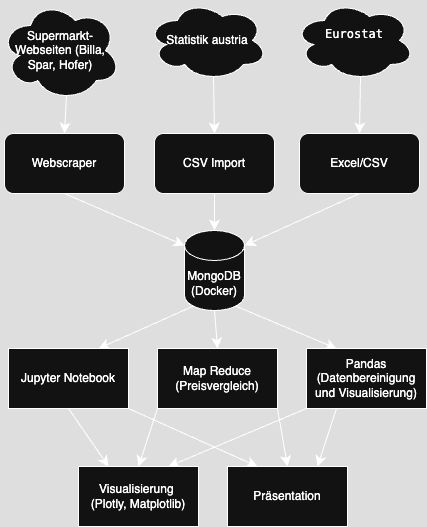 Supermarkt-
Webseiten (Billa,
Spar, Hofer)
Statistik austria
Eurostat
Webscraper
CSV Import
Excel/CSV
MongoDB
(Docker)
Jupyter Notebook
Map Reduce
(Preisvergleich)
Pandas
(Datenbereinigung
und Visualisierung)
Visualisierung
(Plotly, Matplotlib)
Präsentation